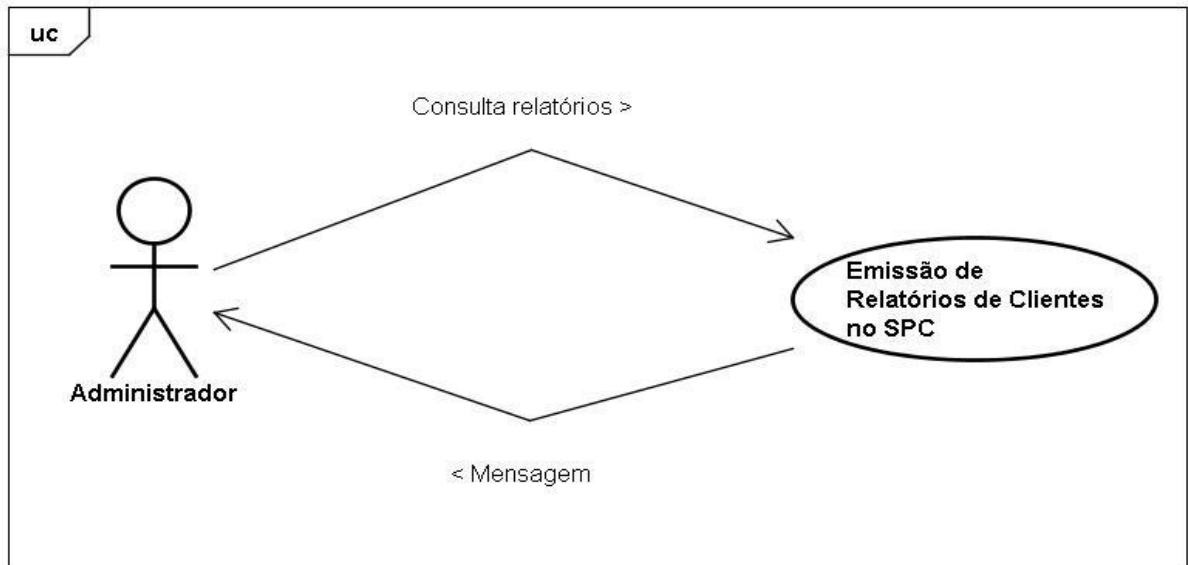 uc
Consulta relatórios >
Administrador
Emissão de
Relatórios de Clientes
no SPC
< Mensagem